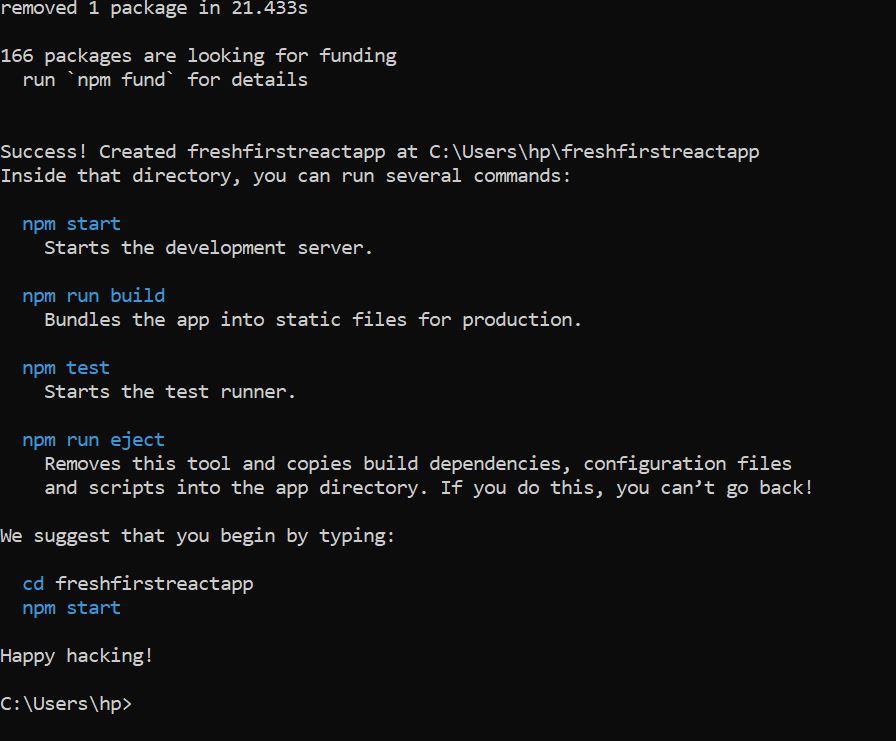 removed 1 package in 21.433s
166 packages are looking for funding
run `npm fund` for details
Success! Created freshfirstreactapp at C:\Users\hp\freshfirstreactapp
Inside that directory, you can run several commands:
npm start
Starts the development server.
npm run build
Bundles the app into static files for production.
npm test
Starts the test runner.
npm run eject
Removes this tool and copies build dependencies, configuration files
and scripts into the app directory. If you do this, you can’t go back!
We suggest that you begin by typing:
cd freshfirstreactapp
npm start
Happy hacking!
C:\Users\hp>